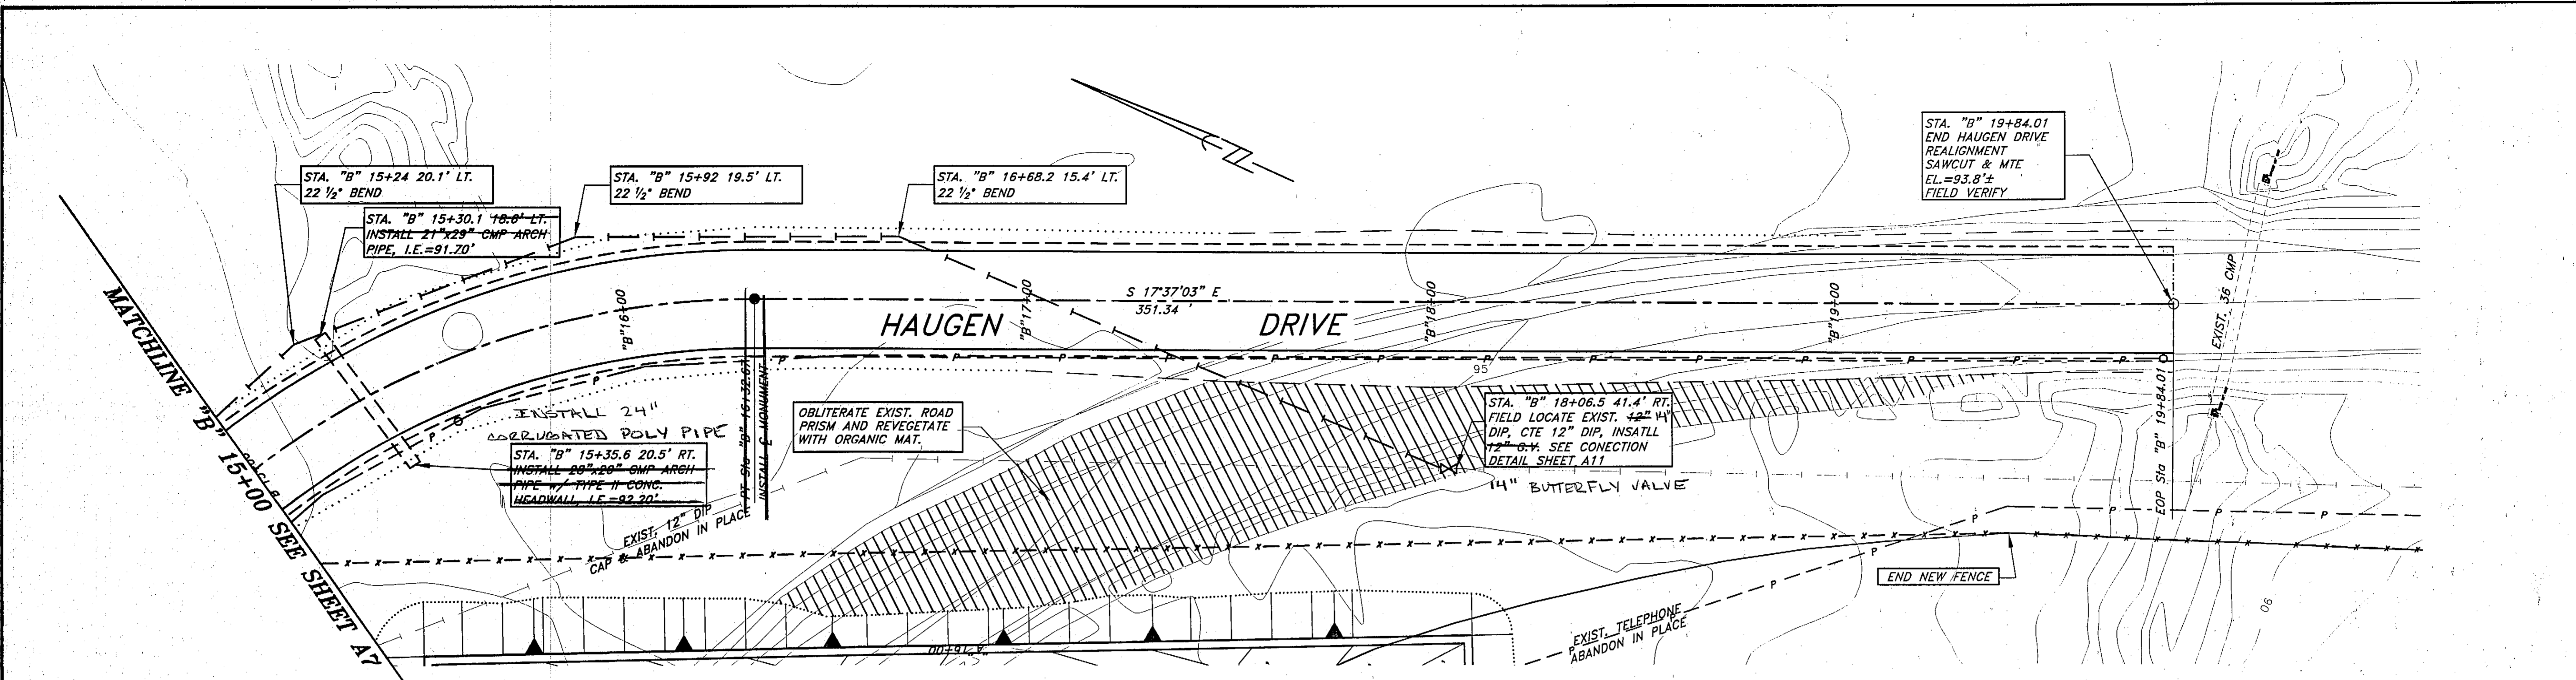 STA. "B" 15+24 20.1' LT.
22 ½° BEND
STA. "B" 15+30.1 18.6' LT.
INSTALL 21"x29" CMP ARCH
PIPE, I.E.=91.70'
STA. "B" 15+92 19.5' LT.
22 ½° BEND
STA. "B" 16+68.2 15.4' LT.
22 ½° BEND
STA. "B" 19+84.01
END HAUGEN DRIVE
REALIGNMENT
SAWCUT & MTE
EL.=93.8'±
FIELD VERIFY
MATCHLINE "B" 15+00 SEE SHEET A7
"B"16+00
"B"17+00
"B"18+00
"B"19+00
S 17°37'03" E
351.34 '
HAUGEN DRIVE
EXIST. 36 CMP
PT Sta "B" 16+32.67
INSTALL ℄ MONUMENT
95
INSTALL 24"
CORRUGATED POLY PIPE
STA. "B" 15+35.6 20.5' RT.
INSTALL 28"x20" CMP ARCH
PIPE W/ TYPE II CONC.
HEADWALL, I.E.=92.20'
OBLITERATE EXIST. ROAD
PRISM AND REVEGETATE
WITH ORGANIC MAT.
STA. "B" 18+06.5 41.4' RT.
FIELD LOCATE EXIST. 12" 14"
DIP, CTE 12" DIP, INSATLL
12" G.V. SEE CONECTION
DETAIL SHEET A11
14" BUTTERFLY VALVE
EOP Sta "B" 19+84.01
EXIST. 12" DIP
CAP & ABANDON IN PLACE
END NEW FENCE
EXIST. TELEPHONE
ABANDON IN PLACE
90
"A"16+00